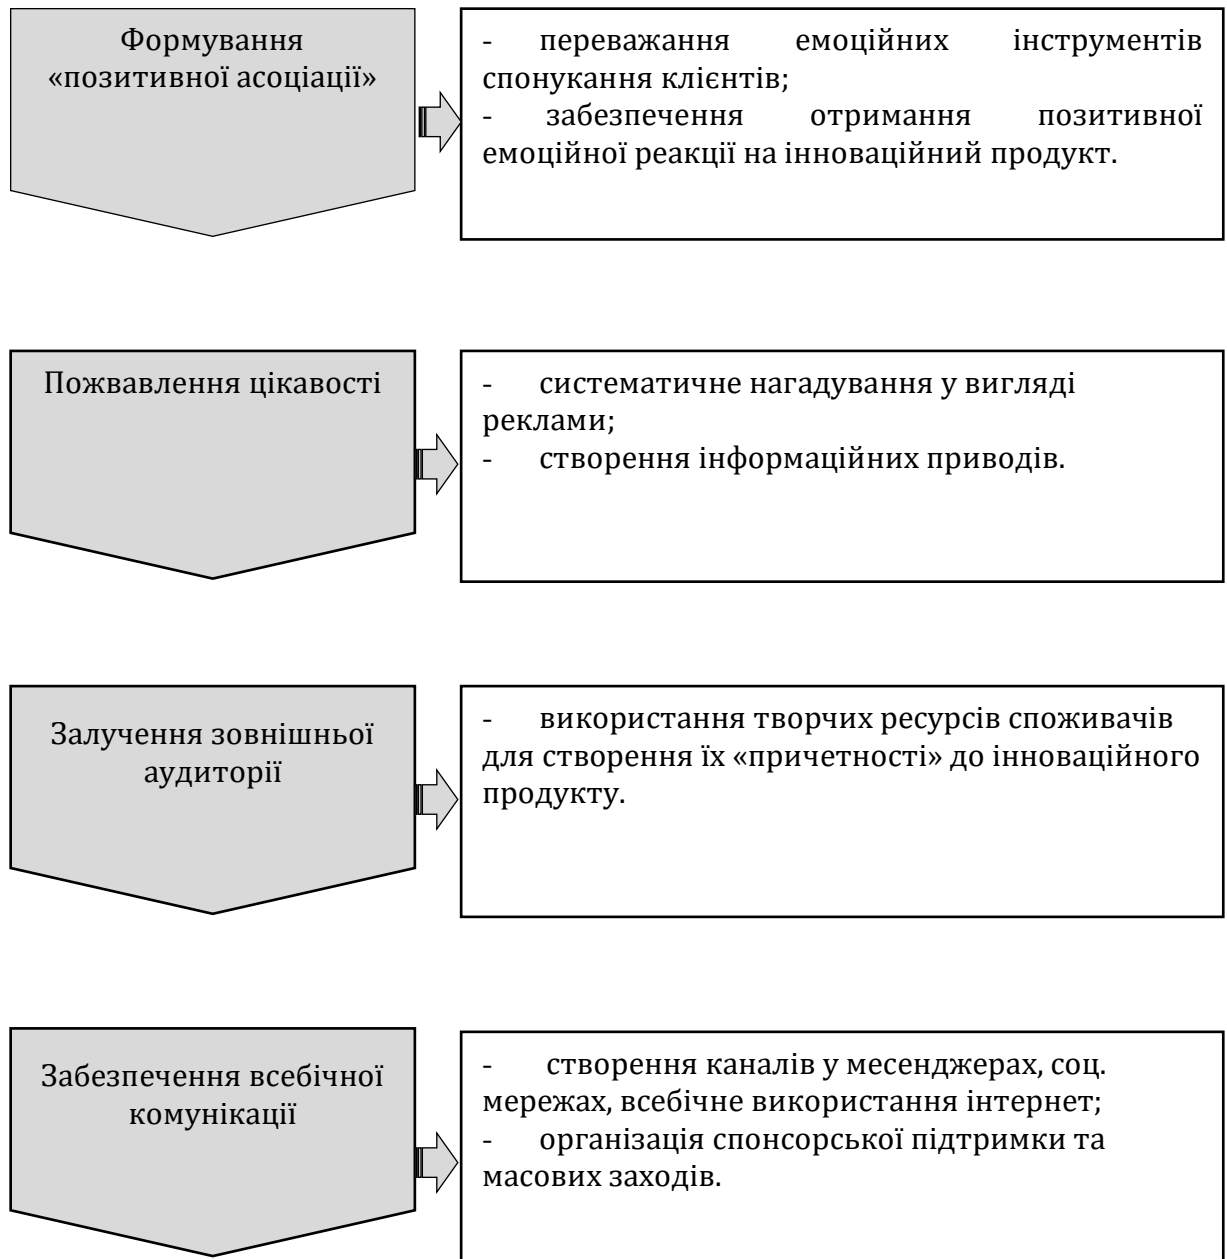 Формування
«позитивної асоціації»
- переважання емоційних інструментів
спонукання клієнтів;
- забезпечення отримання позитивної
емоційної реакції на інноваційний продукт.
Пожвавлення цікавості
- систематичне нагадування у вигляді
реклами;
- створення інформаційних приводів.
Залучення зовнішньої
аудиторії
- використання творчих ресурсів споживачів
для створення їх «причетності» до інноваційного
продукту.
Забезпечення всебічної
комунікації
- створення каналів у месенджерах, соц.
мережах, всебічне використання інтернет;
- організація спонсорської підтримки та
масових заходів.